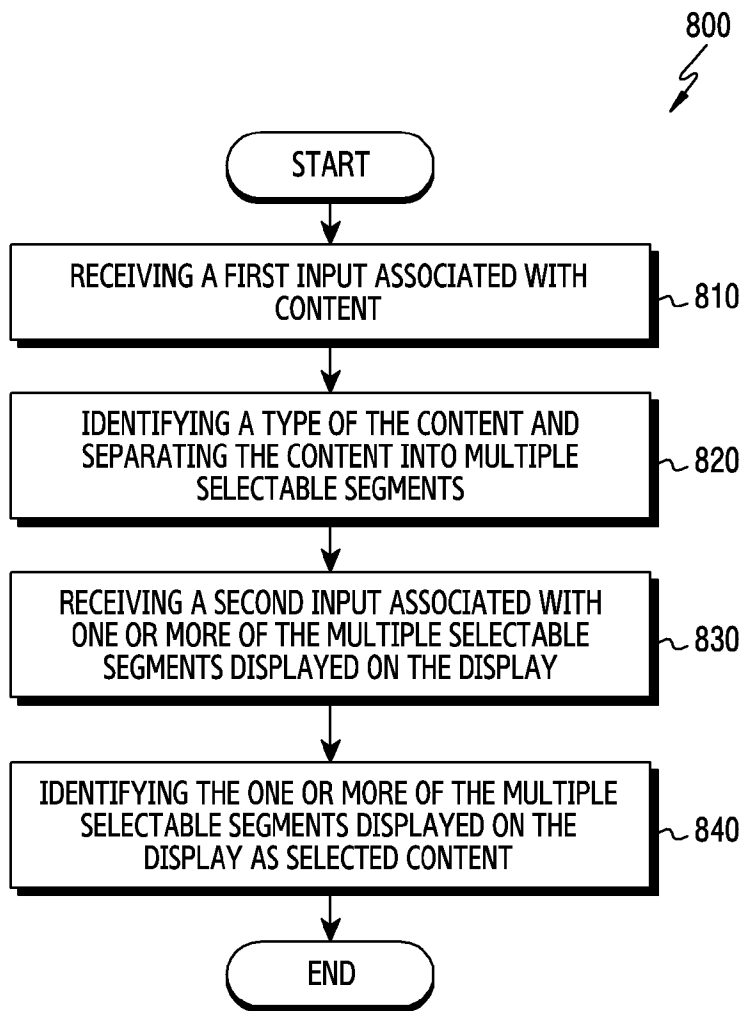 800
START
RECEIVING A FIRST INPUT ASSOCIATED WITH
CONTENT
810
IDENTIFYING A TYPE OF THE CONTENT AND
SEPARATING THE CONTENT INTO MULTIPLE
SELECTABLE SEGMENTS
820
RECEIVING A SECOND INPUT ASSOCIATED WITH
ONE OR MORE OF THE MULTIPLE SELECTABLE
SEGMENTS DISPLAYED ON THE DISPLAY
830
IDENTIFYING THE ONE OR MORE OF THE MULTIPLE
SELECTABLE SEGMENTS DISPLAYED ON THE
DISPLAY AS SELECTED CONTENT
840
END